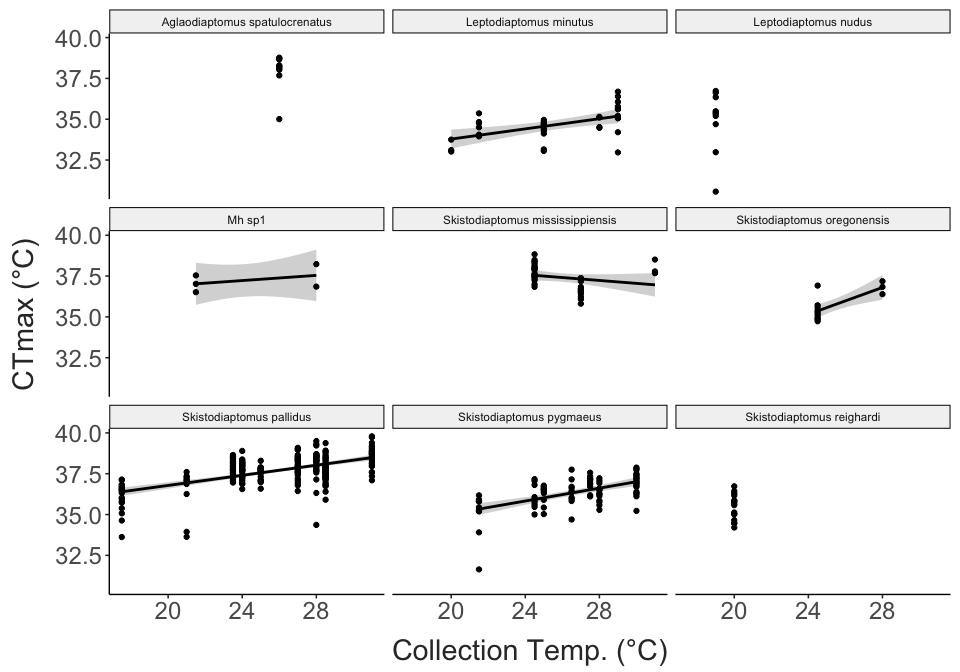 Aglaodiaptomus spatulocrenatus Leptodiaptomus minutus Leptodiaptomus nudus
40.0
37.5
35.0
32.5
Mh sp1 Skistodiaptomus mississippiensis Skistodiaptomus oregonensis
40.0
37.5
35.0
32.5
CTmax (°C)
Skistodiaptomus pallidus Skistodiaptomus pygmaeus Skistodiaptomus reighardi
40.0
37.5
35.0
32.5
20 24 28 20 24 28 20 24 28
Collection Temp. (°C)